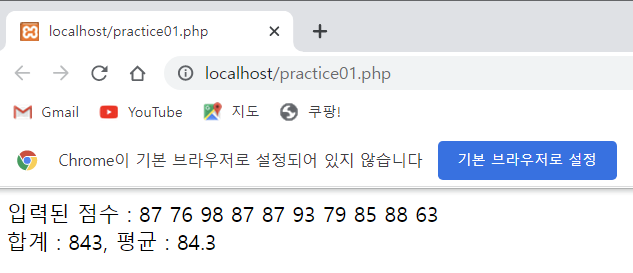 localhost/practice01.php
localhost/practice01.php
Gmail YouTube 지도 쿠팡!
Chrome이 기본 브라우저로 설정되어 있지 않습니다 기본 브라우저로 설정
입력된 점수 : 87 76 98 87 87 93 79 85 88 63
합계 : 843, 평균 : 84.3